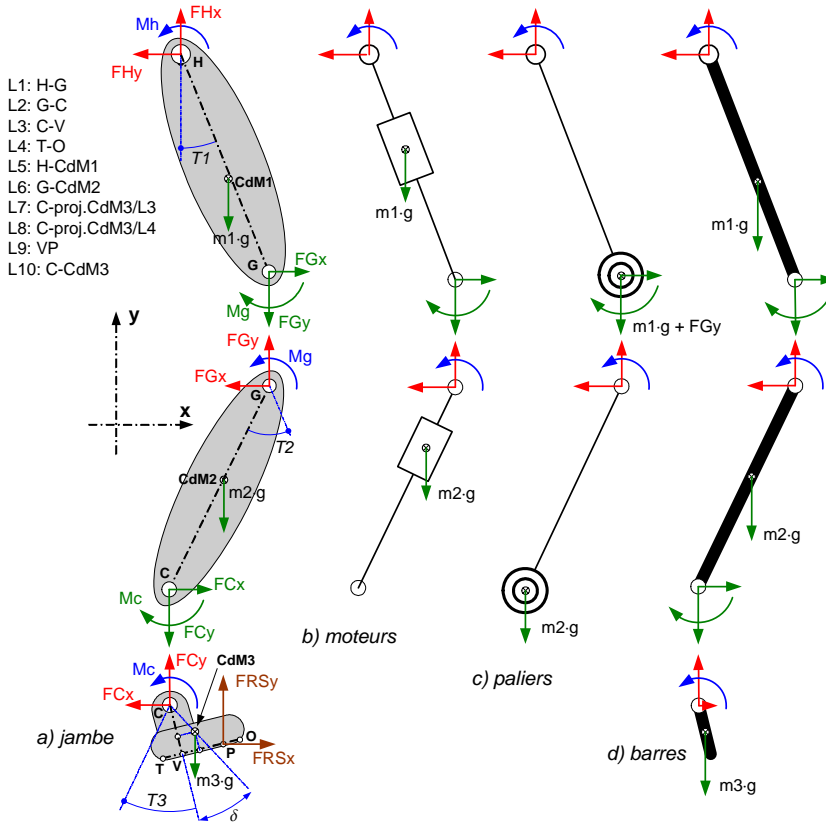 FHx
Mh
H
FHy
L1: H-G
L2: G-C
L3: C-V
L4: T-O
L5: H-CdM1
L6: G-CdM2
L7: C-proj.CdM3/L3
L8: C-proj.CdM3/L4
L9: VP
L10: C-CdM3
T1
CdM1
m1·g
G
FGx
Mg
FGy
m1·g
m1·g + FGy
m1·g
y
x
FGy
Mg
FGx
G
T2
CdM2
m2·g
C
Mc
FCx
FCy
m2·g
m2·g
m2·g
b) moteurs
c) paliers
CdM3
FCy
Mc
FRSy
FCx
C
a) jambe
O
T
V
P
FRSx
m3·g
T3
δ
d) barres
m3·g